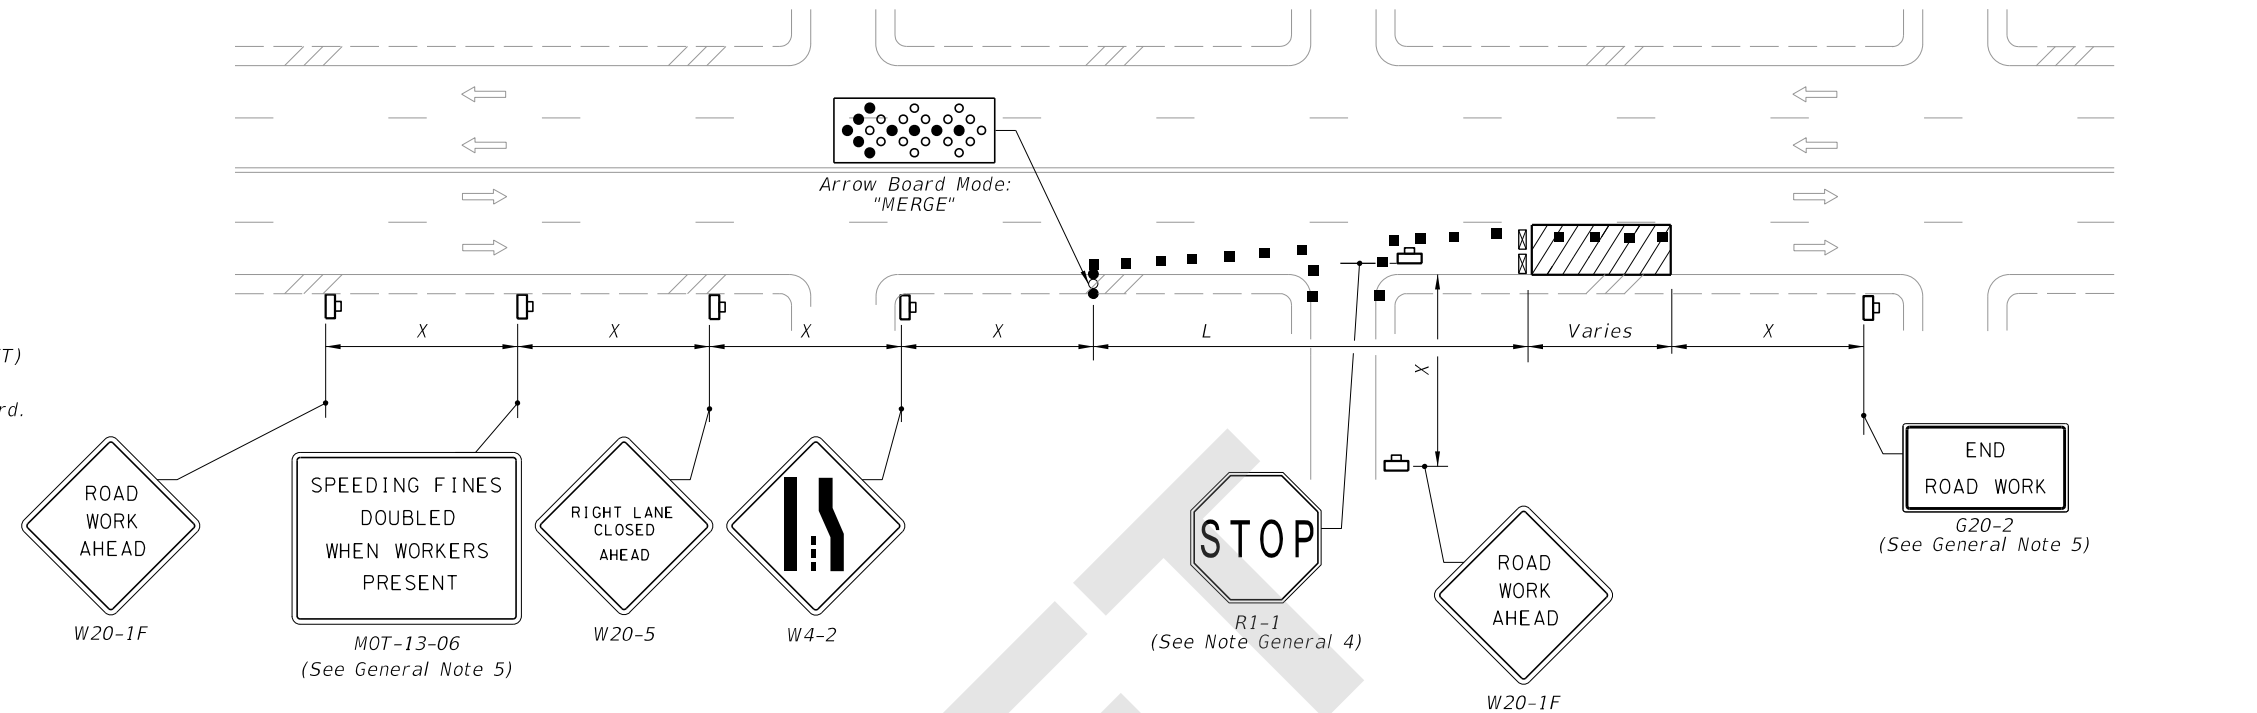 Arrow Board Mode:
"MERGE"
X
X
X
X
L
Varies
X
X
T)
rd.
ROAD
WORK
AHEAD
W20-1F
SPEEDING FINES
DOUBLED
WHEN WORKERS
PRESENT
MOT-13-06
(See General Note 5)
RIGHT LANE
CLOSED
AHEAD
W20-5
W4-2
STOP
R1-1
(See Note General 4)
ROAD
WORK
AHEAD
W20-1F
END
ROAD WORK
G20-2
(See General Note 5)